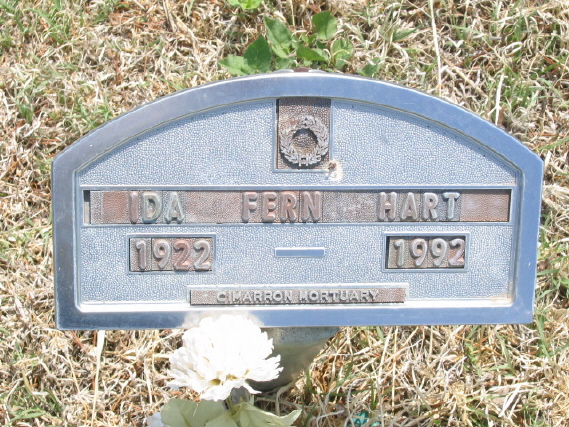 IDA FERN HART
1922 — 1992
CIMARRON MORTUARY